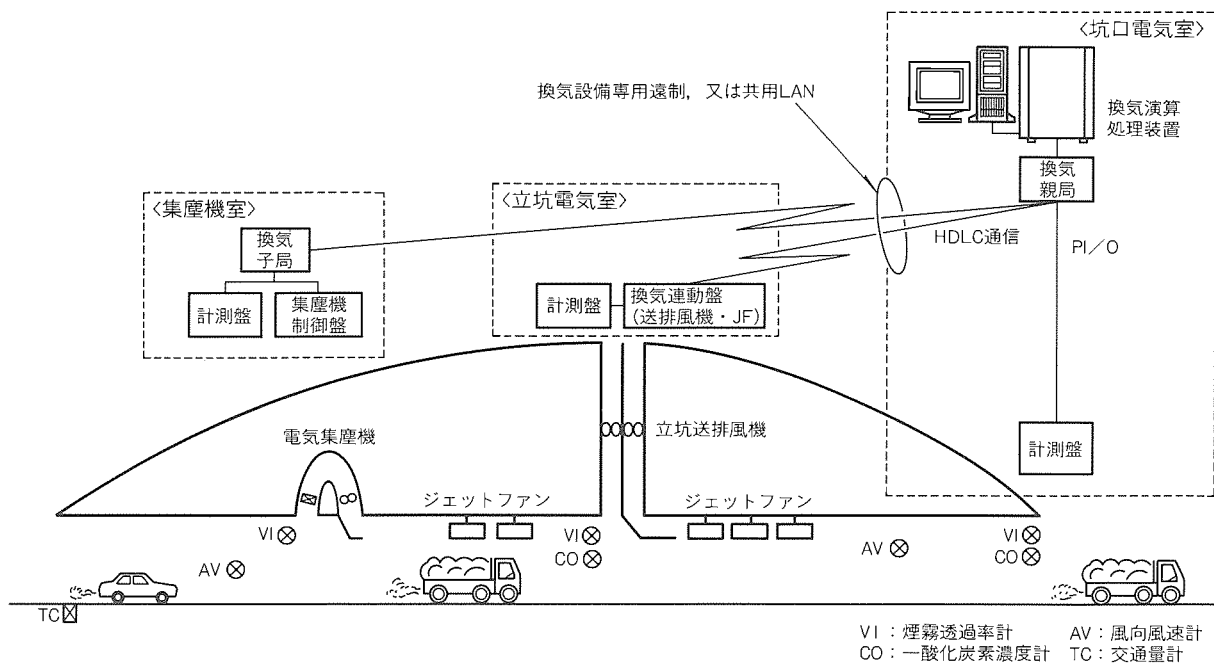 〈坑口電気室〉
換気設備専用遠制，又は共用LAN
換気演算
処理装置
換気
親局
〈集塵機室〉
〈立坑電気室〉
換気
子局
HDLC通信
PI／O
計測盤
集塵機
制御盤
計測盤
換気連動盤
(送排風機・JF)
電気集塵機
立坑送排風機
計測盤
ジェットファン
ジェットファン
VI
VI
VI
AV
CO
AV
CO
TC
VI：煙霧透過率計
AV：風向風速計
CO：一酸化炭素濃度計
TC：交通量計